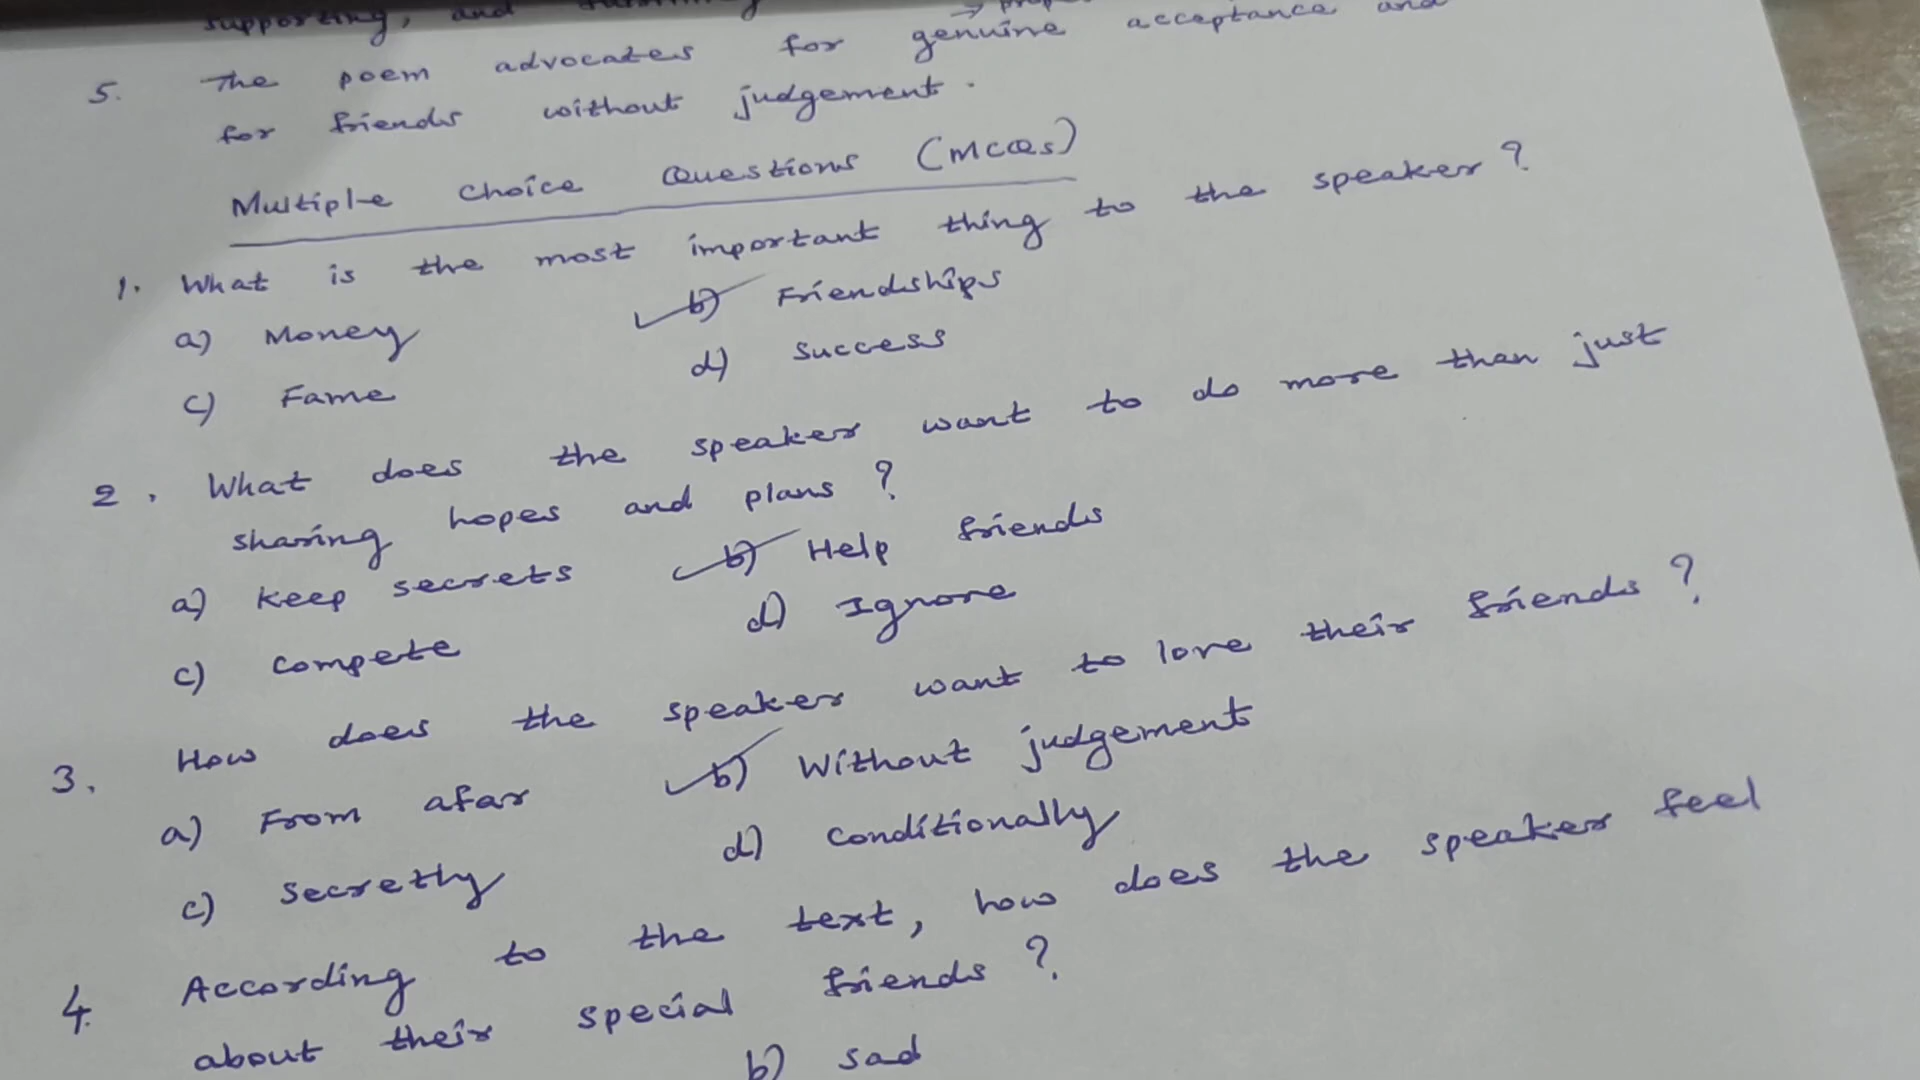 supporting, and
5. The poem advocates for genuine acceptance and
for friends without judgement.
Multiple Choice Questions (MCQs)
1. What is the most important thing to the speaker?
a) Money b) Friendships
c) Fame d) Success
2. What does the speaker want to do more than just
sharing hopes and plans?
a) Keep secrets b) Help friends
c) Compete d) Ignore
3. How does the speaker want to love their friends?
a) From afar b) Without judgement
c) Secretly d) Conditionally
4. According to the text, how does the speaker feel
about their special friends?
b) sad